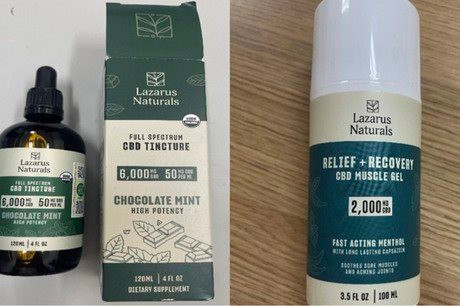 Lazarus
Naturals
FULL SPECTRUM
CBD TINCTURE
6,000 MG CBD
50 MG CBD PER ML
CHOCOLATE MINT
HIGH POTENCY
120ML | 4 FL OZ
Lazarus
Naturals
FULL SPECTRUM
CBD TINCTURE
6,000 MG CBD
50 MG CBD PER ML
CHOCOLATE MINT
HIGH POTENCY
120ML | 4 FL OZ
DIETARY SUPPLEMENT
Lazarus
Naturals
RELIEF + RECOVERY
CBD MUSCLE GEL
2,000 MG CBD
FAST ACTING MENTHOL
WITH LONG LASTING CAPSAICIN
SOOTHES SORE MUSCLES
AND ACHING JOINTS
3.5 FL OZ | 100 ML